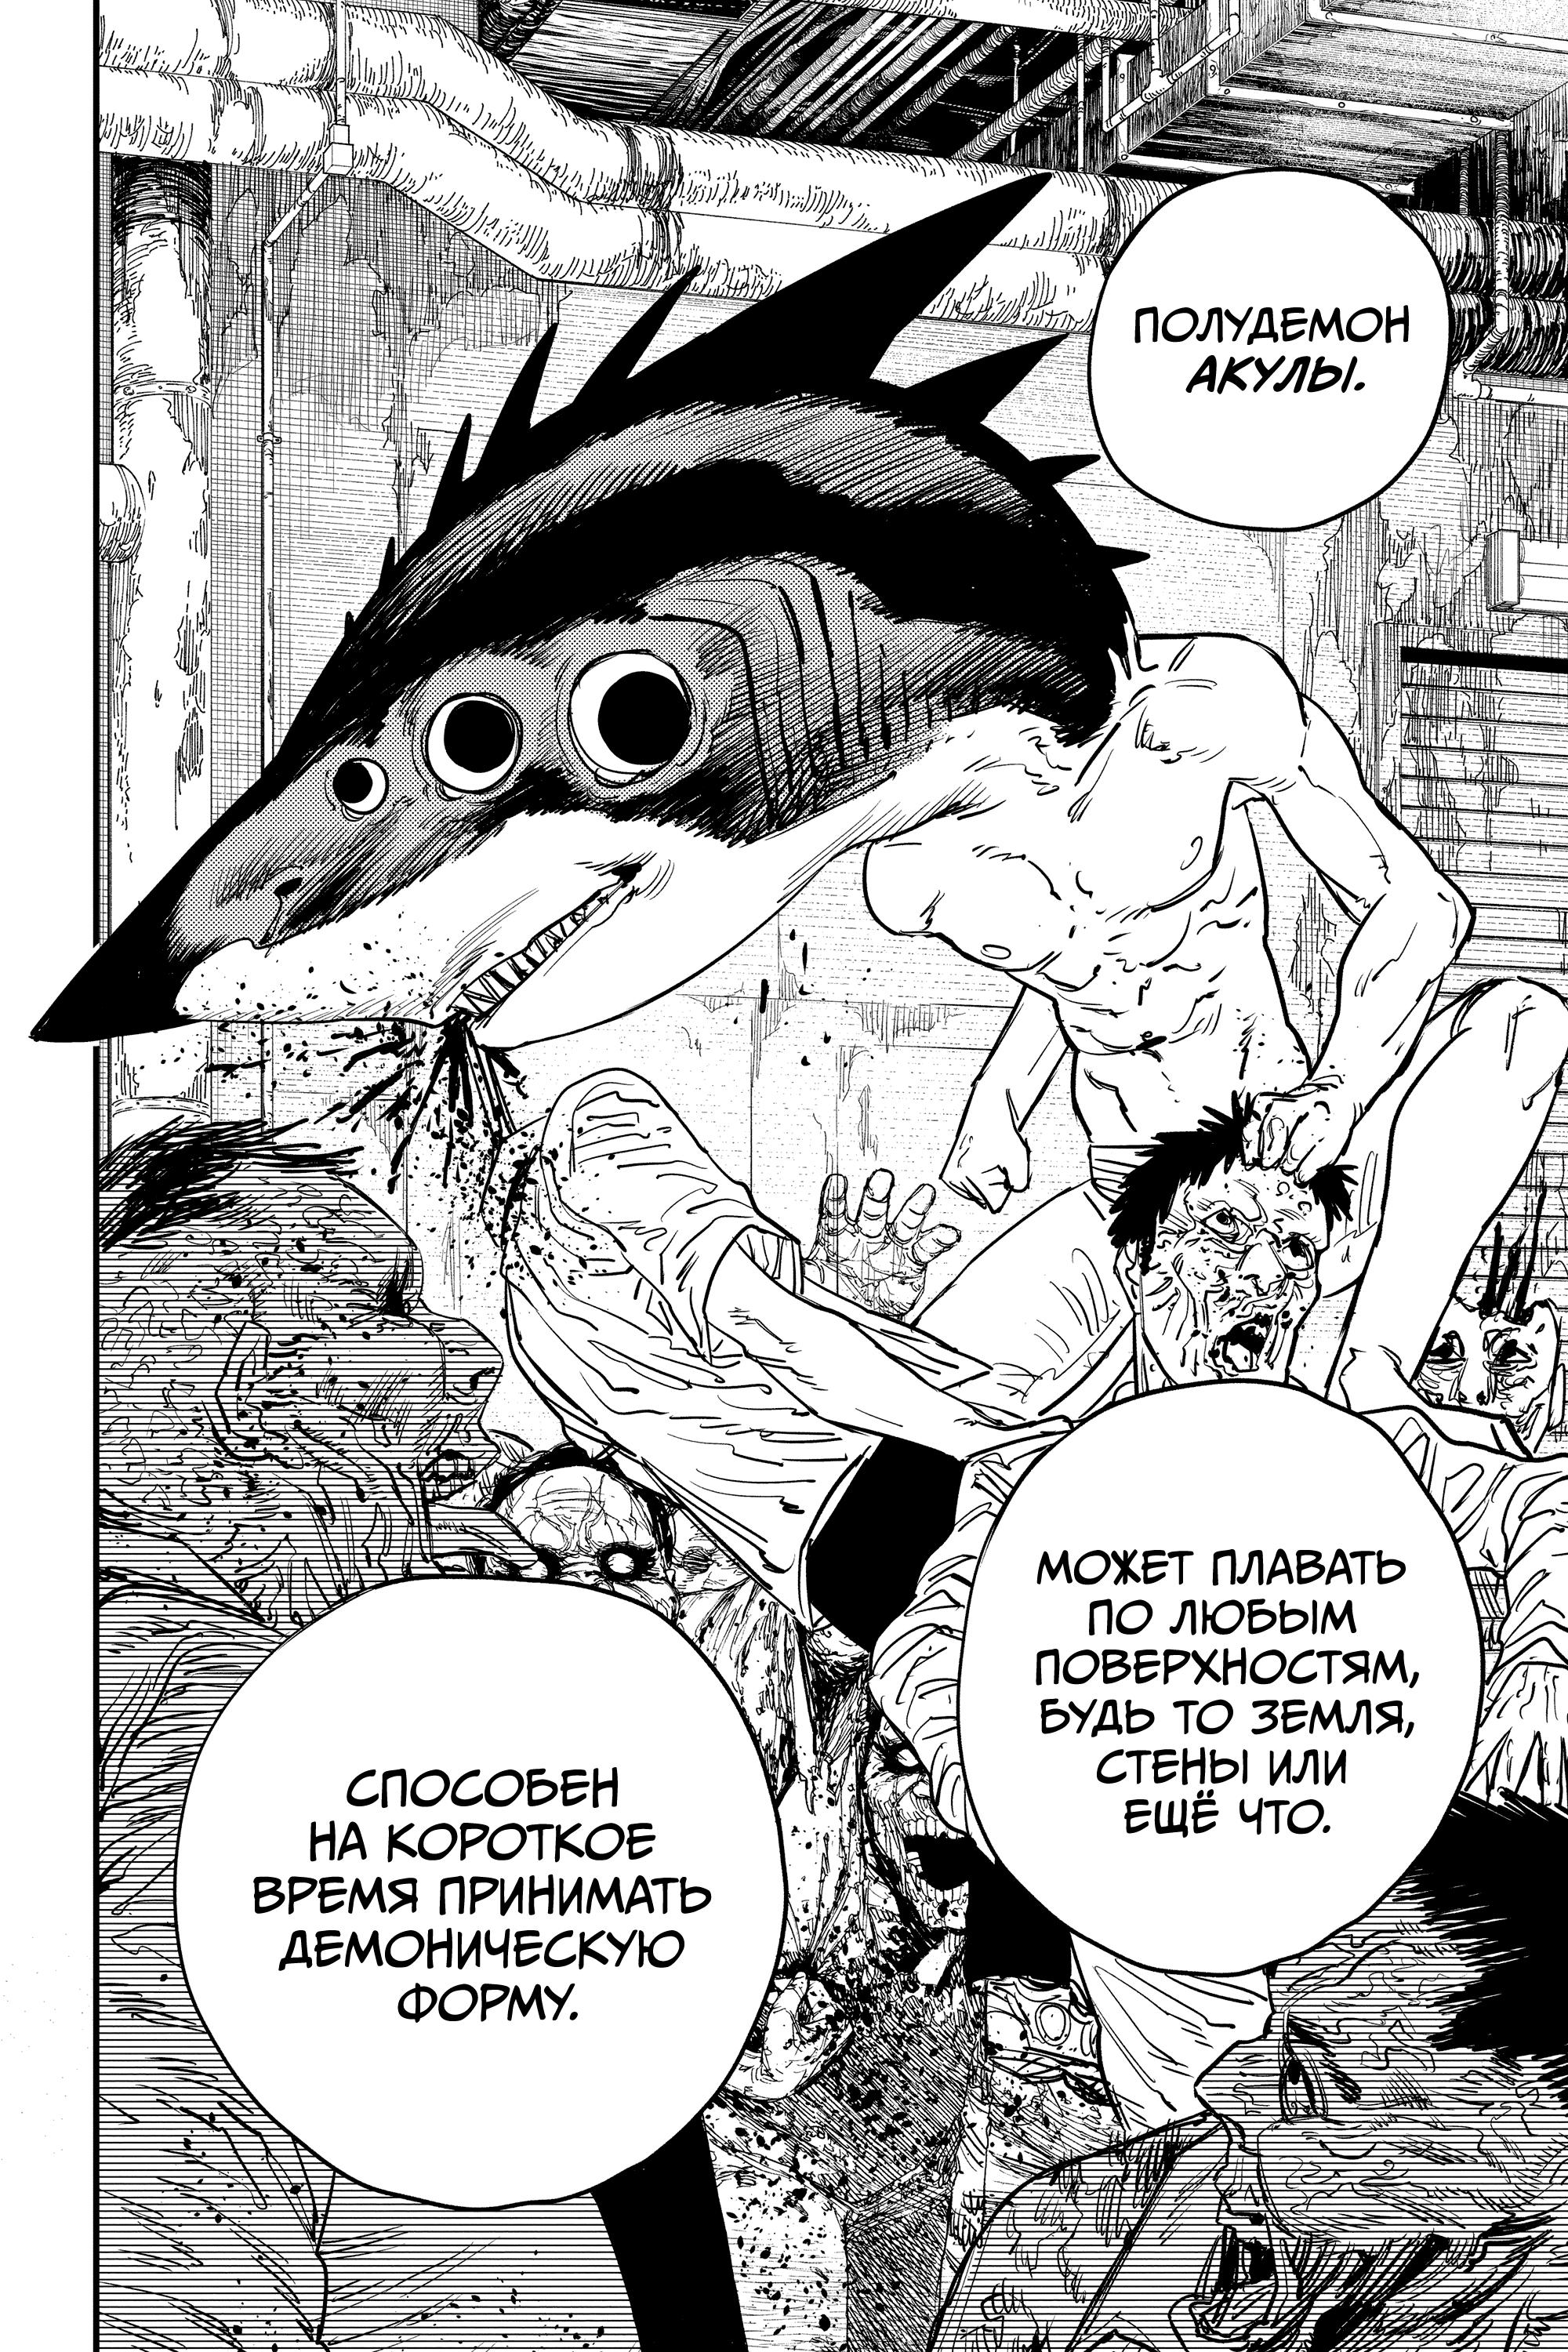 ПОЛУДЕМОН
АКУЛЫ.
МОЖЕТ ПЛАВАТЬ
ПО ЛЮБЫМ
ПОВЕРХНОСТЯМ,
БУДЬ ТО ЗЕМЛЯ,
СТЕНЫ ИЛИ
ЕЩЁ ЧТО.
СПОСОБЕН
НА КОРОТКОЕ
ВРЕМЯ ПРИНИМАТЬ
ДЕМОНИЧЕСКУЮ
ФОРМУ.